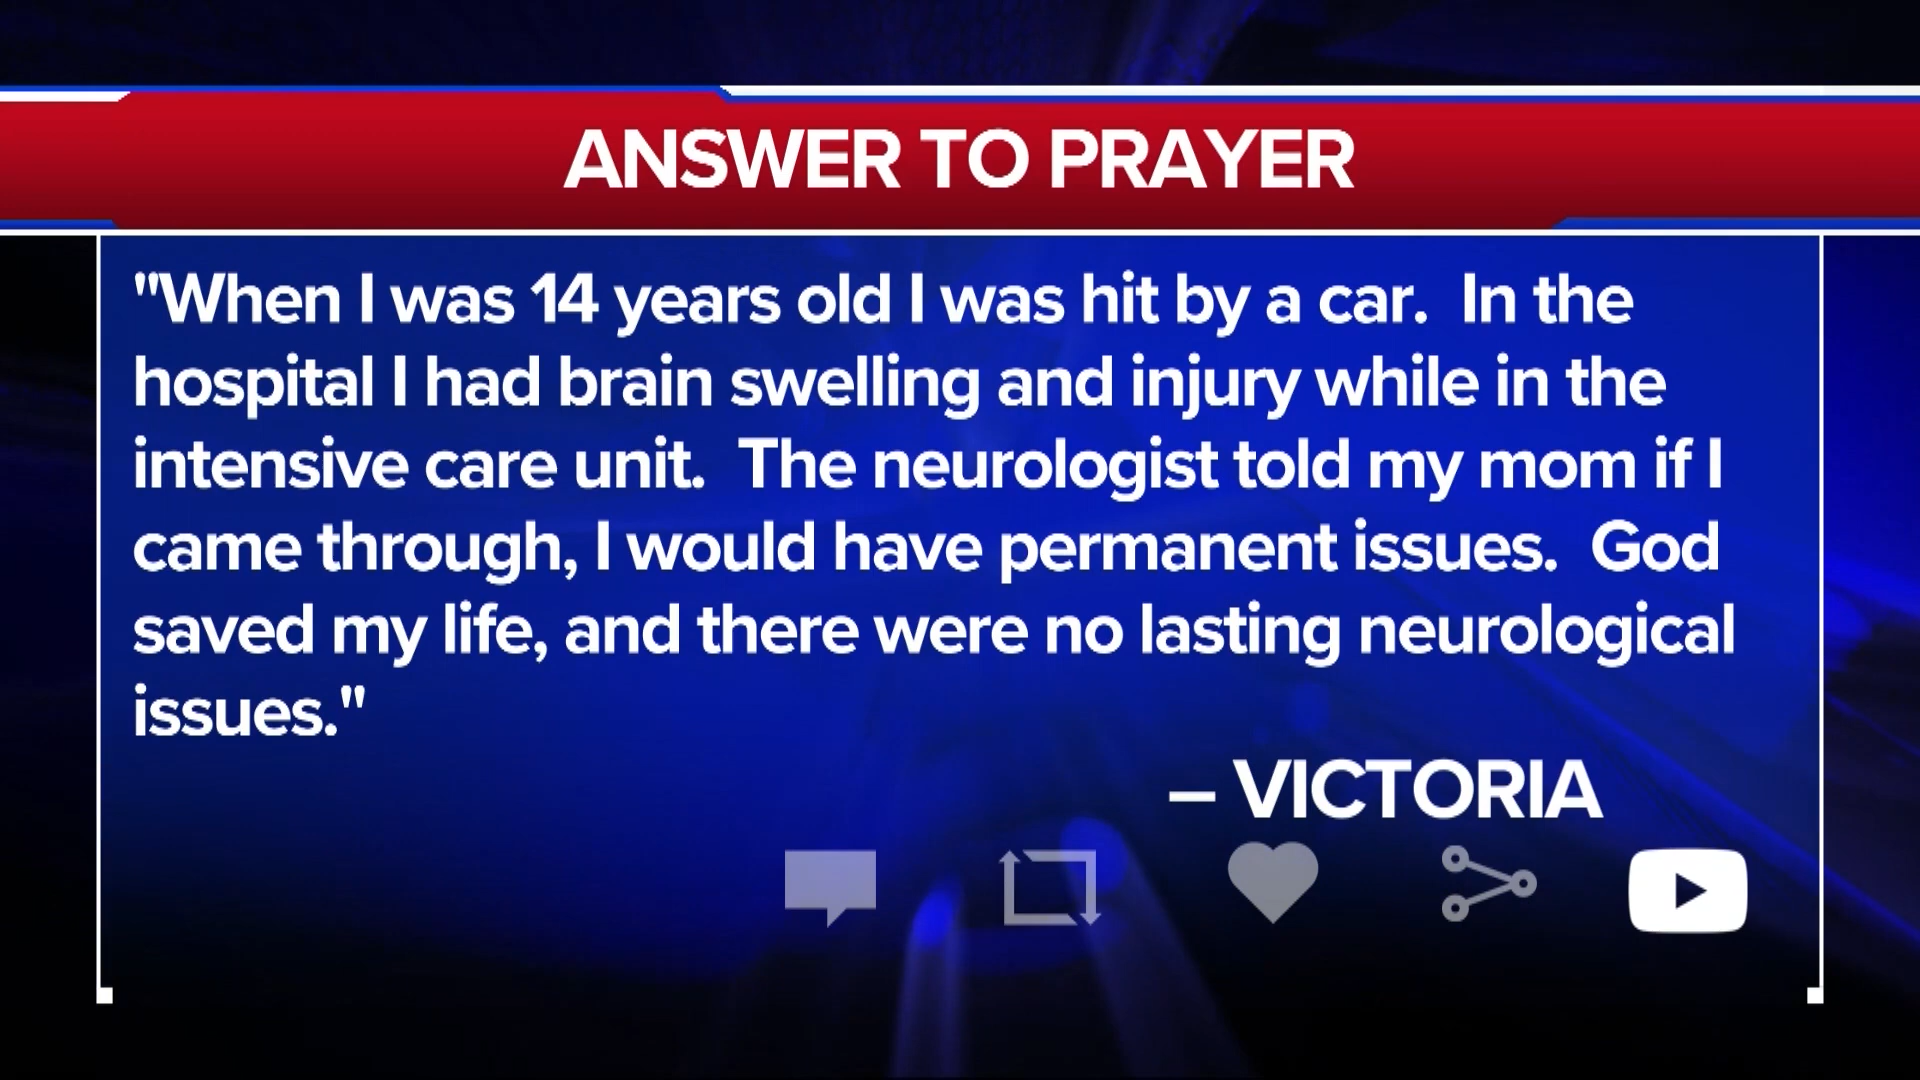 ANSWER TO PRAYER
"When I was 14 years old I was hit by a car.  In the
hospital I had brain swelling and injury while in the
intensive care unit.  The neurologist told my mom if I
came through, I would have permanent issues.  God
saved my life, and there were no lasting neurological
issues."
– VICTORIA